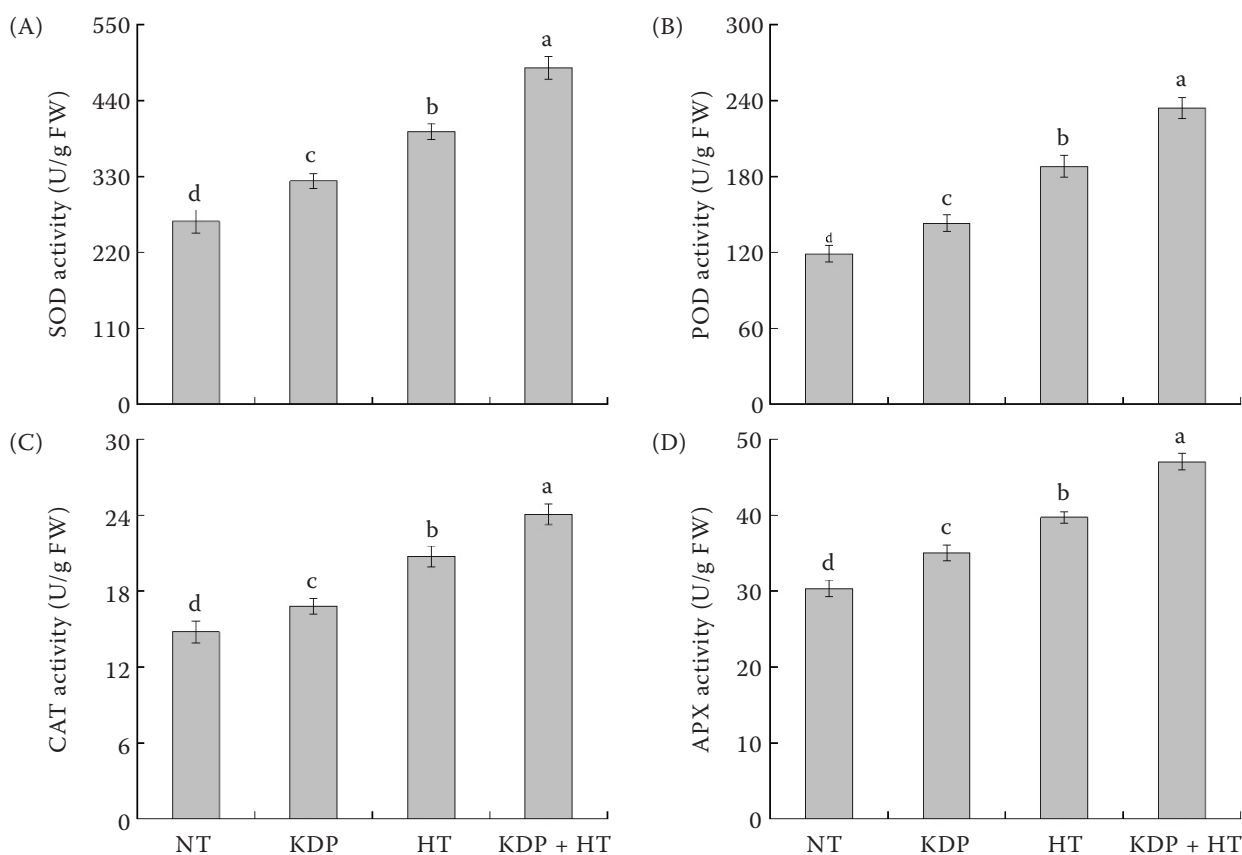 (A)
550
440
330
220
110
0
SOD activity (U/g FW)
d
c
b
a
(B)
300
240
180
120
60
0
POD activity (U/g FW)
d
c
b
a
(C)
30
24
18
12
6
0
CAT activity (U/g FW)
d
c
b
a
NT KDP HT KDP + HT
(D)
50
40
30
20
10
0
APX activity (U/g FW)
d
c
b
a
NT KDP HT KDP + HT